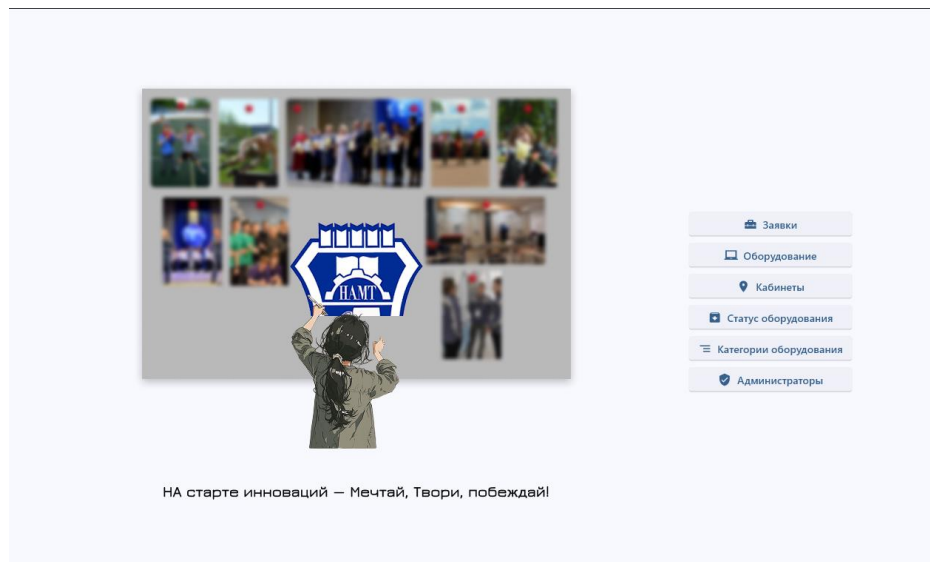 НАМТ
НА старте инноваций — Мечтай, Твори, побеждай!
Заявки
Оборудование
Кабинеты
Статус оборудования
Категории оборудования
Администраторы